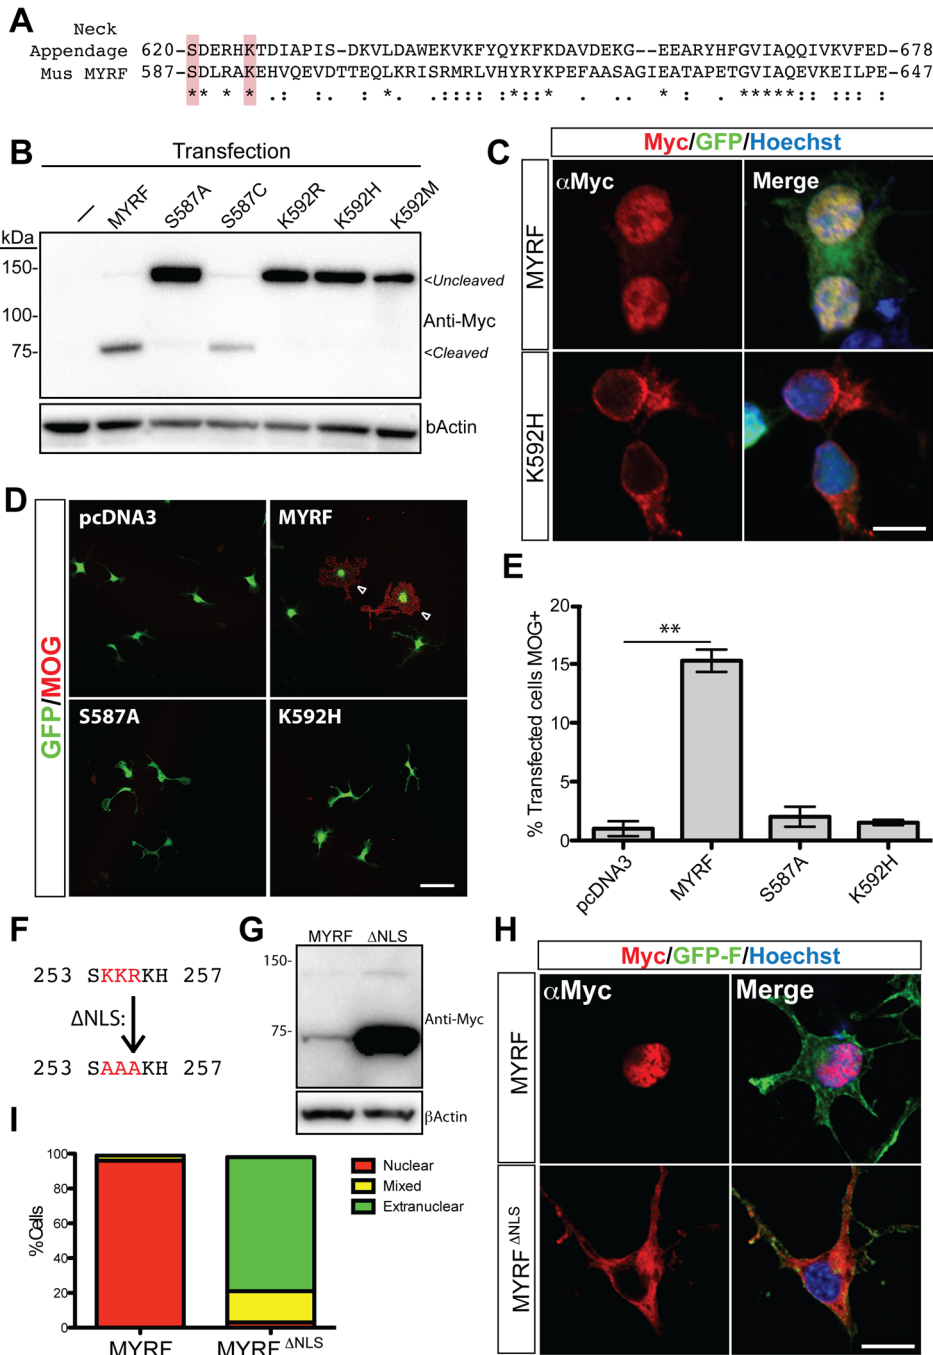 A
Neck
Appendage 620-SDERHKTDIAPIS-DKVLDAWEKVKFYQYKFKDAVDEKG--EEARYHFGVIAQQIVKVFED-678
Mus MYRF 587-SDLRAKEHVQEVDTTEQLKRISRMRLVHYRYKPEFAASAGIEATAPETGVIAQEVKEILPE-647
** * * .: :. * . .:::: ::*::* . .. * : . *****:: ::: :
B
Transfection
— MYRF S587A S587C K592R K592H K592M
kDa
150-
100-
75-
<Uncleaved
Anti-Myc
<Cleaved
bActin
C
Myc/GFP/Hoechst
αMyc Merge
MYRF
K592H
D
GFP/MOG
pcDNA3 MYRF
S587A K592H
E
% Transfected cells MOG+
20
15
10
5
0
**
pcDNA3 MYRF S587A K592H
F
253 SKKRKH 257
ΔNLS:
253 SAAAKH 257
G
MYRF ΔNLS
150-
75-
Anti-Myc
βActin
H
Myc/GFP-F/Hoechst
αMyc Merge
MYRF
MYRF ΔNLS
I
%Cells
100
80
60
40
20
0
MYRF MYRF ΔNLS
Nuclear
Mixed
Extranuclear